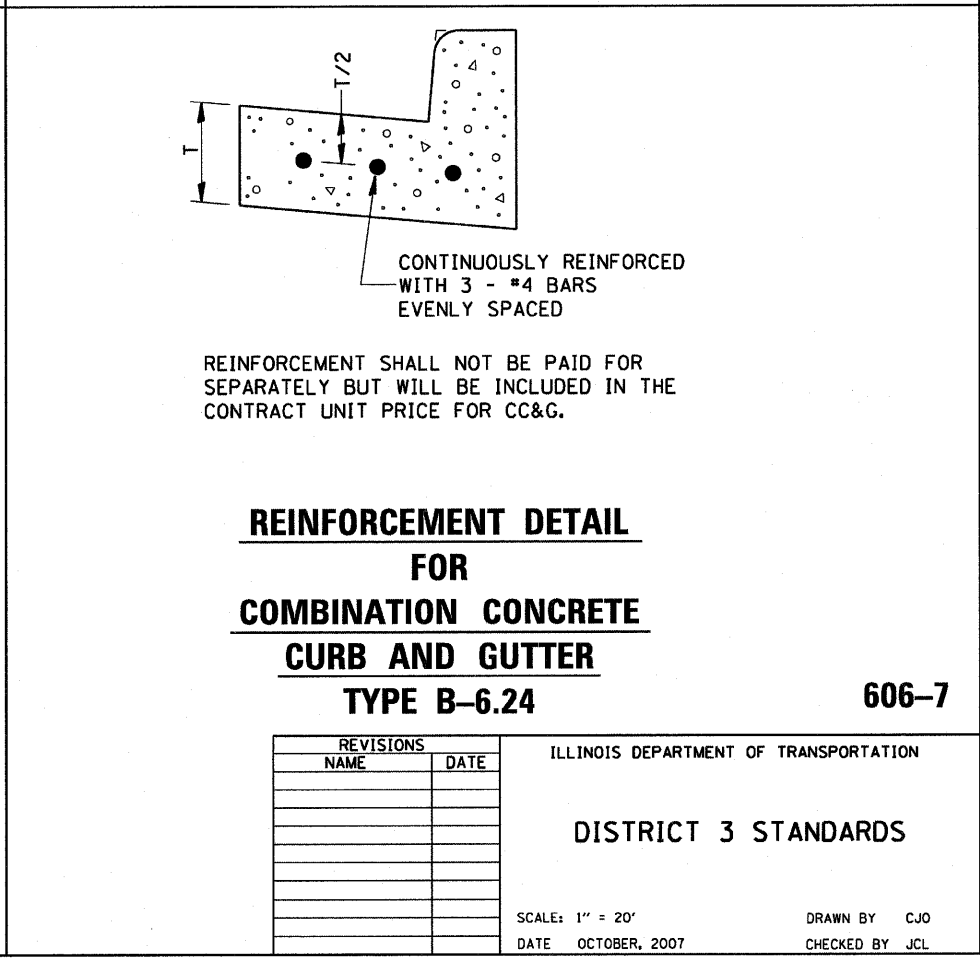 T/2
T
CONTINUOUSLY REINFORCED
WITH 3 - #4 BARS
EVENLY SPACED
REINFORCEMENT SHALL NOT BE PAID FOR
SEPARATELY BUT WILL BE INCLUDED IN THE
CONTRACT UNIT PRICE FOR CC&G.
REINFORCEMENT DETAIL
FOR
COMBINATION CONCRETE
CURB AND GUTTER
TYPE B–6.24
606–7
REVISIONS
NAME DATE
ILLINOIS DEPARTMENT OF TRANSPORTATION
DISTRICT 3 STANDARDS
SCALE: 1'' = 20'
DRAWN BY CJO
DATE OCTOBER, 2007
CHECKED BY JCL